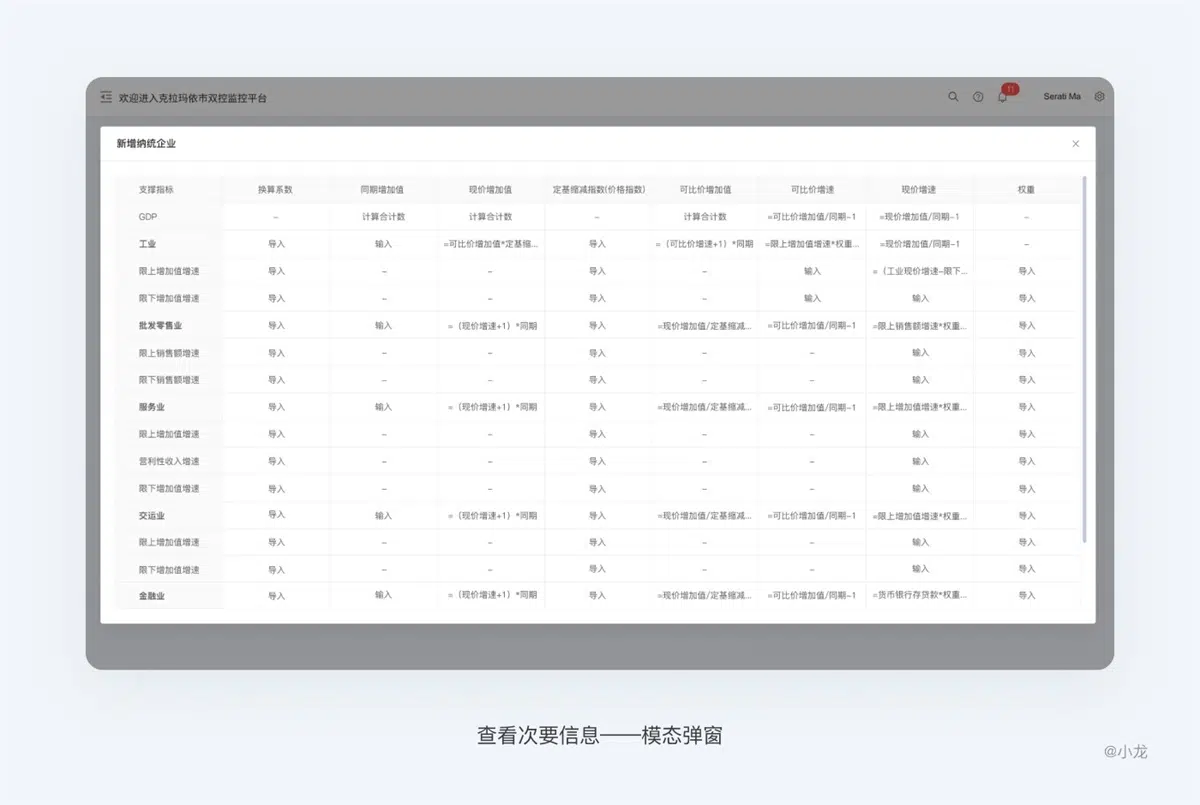 欢迎进入克拉玛依市双控监控平台 11 Serati Ma
新增纳统企业
支撑指标 换算系数 同期增加值 现价增加值 定基缩减指数(价格指数) 可比价增加值 可比价增速 现价增速 权重
GDP – 计算合计数 计算合计数 – 计算合计数 =可比价增加值/同期-1 =现价增加值/同期-1 –
工业 导入 输入 =可比价增加值*定基缩... 导入 =（可比价增速+1）*同期 =限上增加值增速*权重... =现价增加值/同期-1 –
限上增加值增速 导入 – – 导入 – 输入 =（工业现价增速-限下... 导入
限下增加值增速 导入 – – 导入 – 输入 输入 导入
批发零售业 导入 输入 =（现价增速+1）*同期 导入 =现价增加值/定基缩减... =可比价增加值/同期-1 =限上销售额增速*权重... 导入
限上销售额增速 导入 – – 导入 – – 输入 导入
限下销售额增速 导入 – – 导入 – – 输入 导入
服务业 导入 输入 =（现价增速+1）*同期 导入 =现价增加值/定基缩减... =可比价增加值/同期-1 =限上增加值增速*权重... 导入
限上增加值增速 导入 – – 导入 – – 输入 导入
营利性收入增速 导入 – – 导入 – – 输入 导入
限下增加值增速 导入 – – 导入 – – 输入 导入
交运业 导入 输入 =（现价增速+1）*同期 导入 =现价增加值/定基缩减... =可比价增加值/同期-1 =限上增加值增速*权重... 导入
限上增加值增速 导入 – – 导入 – – 输入 导入
限下增加值增速 导入 – – 导入 – – 输入 导入
金融业 导入 输入 =（现价增速+1）*同期 导入 =现价增加值/定基缩减... =可比价增加值/同期-1 =货币银行存贷款*权重... 导入
查看次要信息——模态弹窗
@小龙